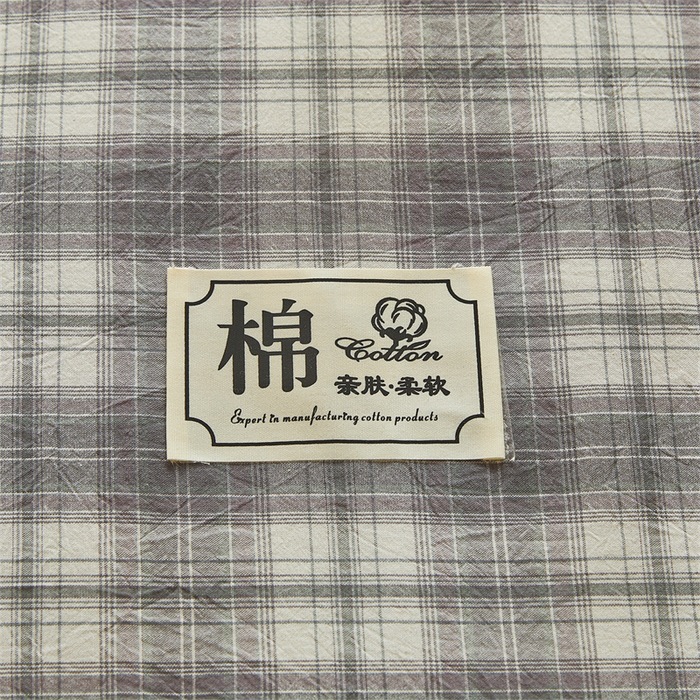 棉
Cotton
亲肤·柔软
Expert in manufacturing cotton products